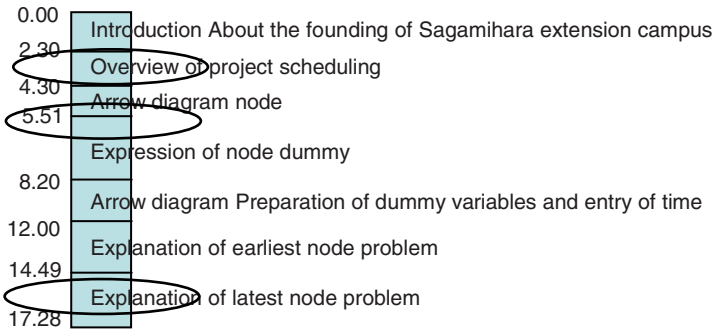 0.00
Introduction About the founding of Sagamihara extension campus
2.30
Overview of project scheduling
4.30
Arrow diagram node
5.51
Expression of node dummy
8.20
Arrow diagram Preparation of dummy variables and entry of time
12.00
Explanation of earliest node problem
14.49
Explanation of latest node problem
17.28